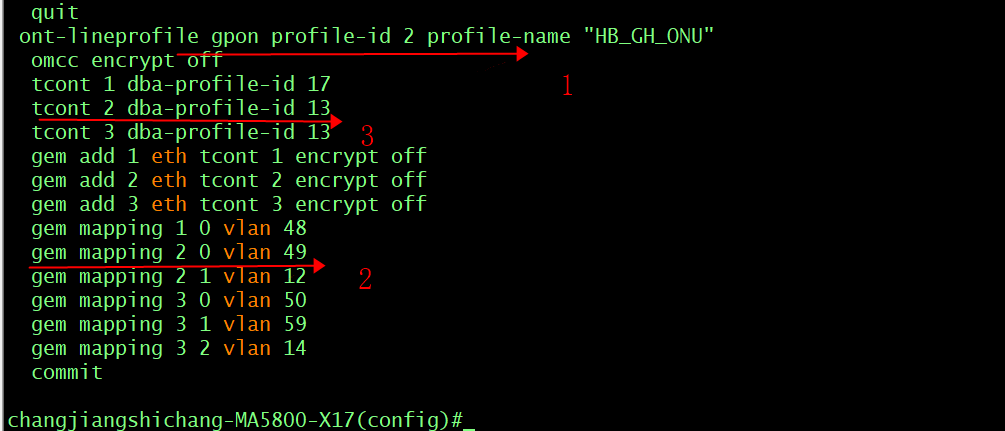 quit
ont-lineprofile gpon profile-id 2 profile-name "HB_GH_ONU"
omcc encrypt off
1
tcont 1 dba-profile-id 17
tcont 2 dba-profile-id 13
tcont 3 dba-profile-id 13
3
gem add 1 eth tcont 1 encrypt off
gem add 2 eth tcont 2 encrypt off
gem add 3 eth tcont 3 encrypt off
gem mapping 1 0 vlan 48
gem mapping 2 0 vlan 49
gem mapping 2 1 vlan 12
2
gem mapping 3 0 vlan 50
gem mapping 3 1 vlan 59
gem mapping 3 2 vlan 14
commit
changjiangshichang-MA5800-X17(config)#_